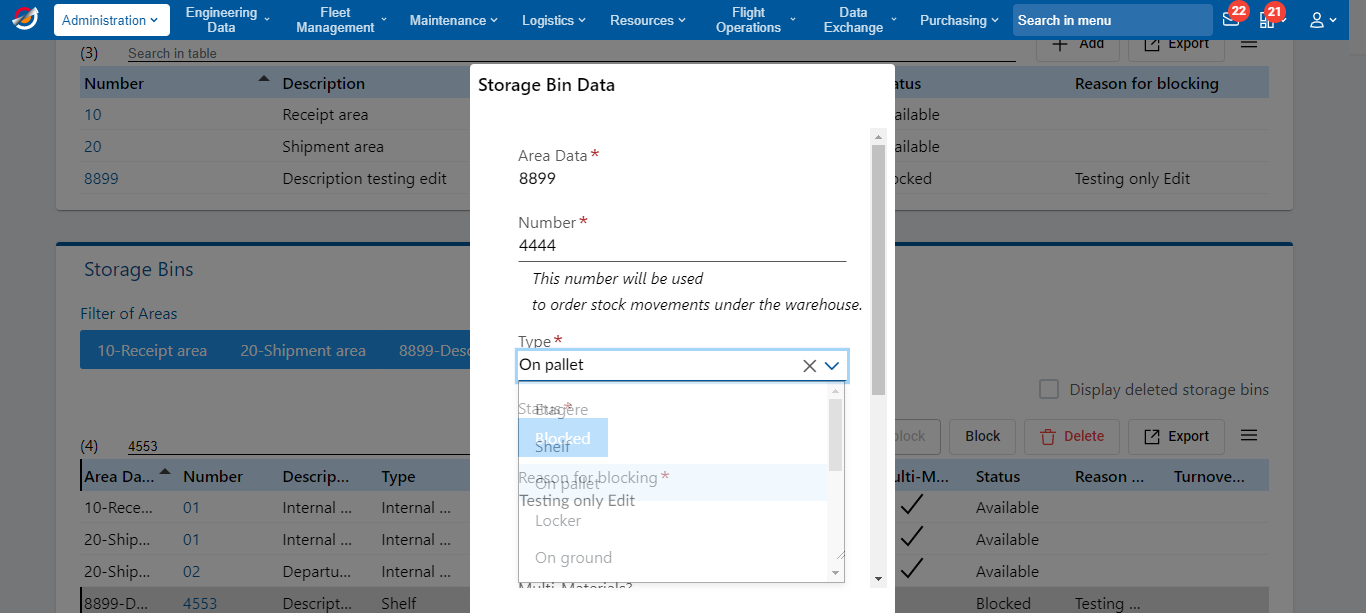 Administration
Engineering Data
Fleet Management
Maintenance
Logistics
Resources
Flight Operations
Data Exchange
Purchasing
Search in menu
22
21
(3)
Search in table
Add
Export
Number
Description
Reason for blocking
10
Receipt area
20
Shipment area
8899
Description testing edit
Testing only Edit
Storage Bin Data
Area Data*
8899
Number*
4444
This number will be used
to order stock movements under the warehouse.
Type*
On pallet
Status*
Etagere
Blocked
Shelf
Reason for blocking*
On pallet
Testing only Edit
Locker
On ground
Multi-Materials?
Storage Bins
Filter of Areas
10-Receipt area
20-Shipment area
8899-Desc
Display deleted storage bins
(4)
4553
Block
Delete
Export
Area Da...
Number
Descrip...
Type
Status
Reason ...
Turnove...
10-Rece...
01
Internal ...
Internal ...
Available
20-Ship...
01
Internal ...
Internal ...
Available
20-Ship...
02
Departu...
Internal ...
Available
8899-D...
4553
Descript...
Shelf
Blocked
Testing ...